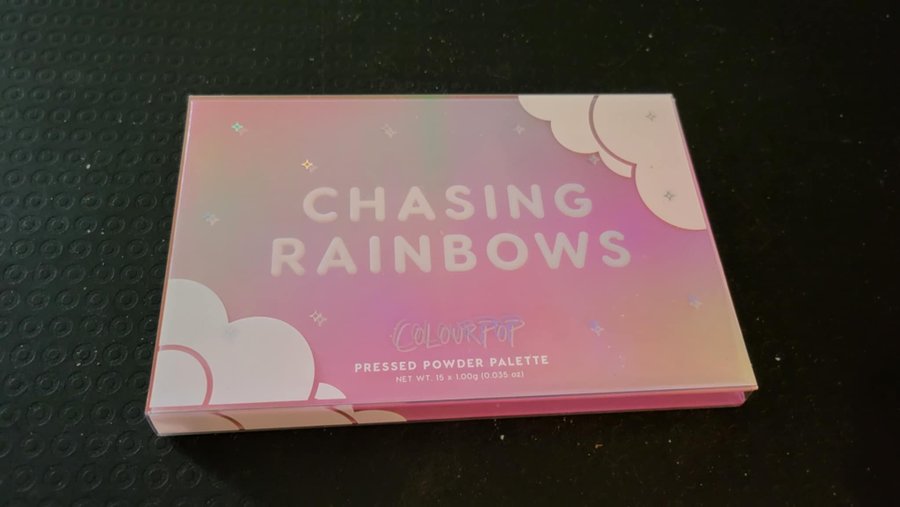 CHASING
RAINBOWS
COLOURPOP
PRESSED POWDER PALETTE
NET WT. 15 x 1.00g (0.035 oz)